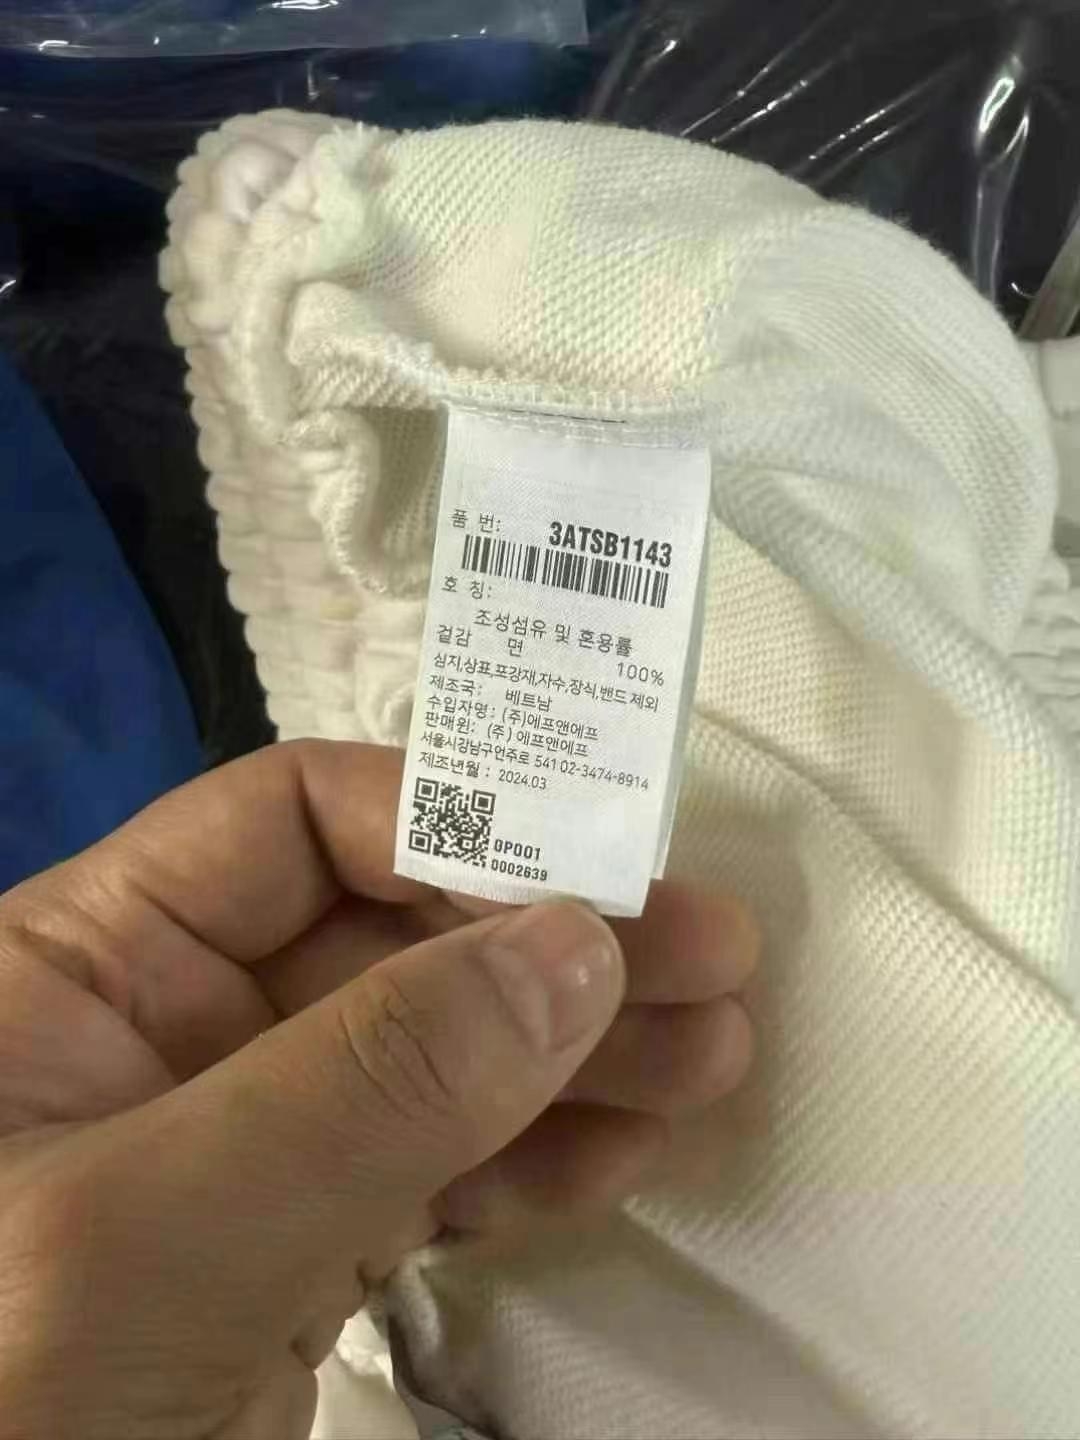 품 번: 3ATSB1143
호 칭:
조성섬유 및 혼용률
겉감 면 100%
심지,상표,프강재,자수,장식,밴드 제외
제조국: 베트남
수입자명: (주)에프앤에프
판매원: (주)에프앤에프
서울시강남구언주로 541 02-3474-8914
제조년월 : 2024.03
0P001
0002639